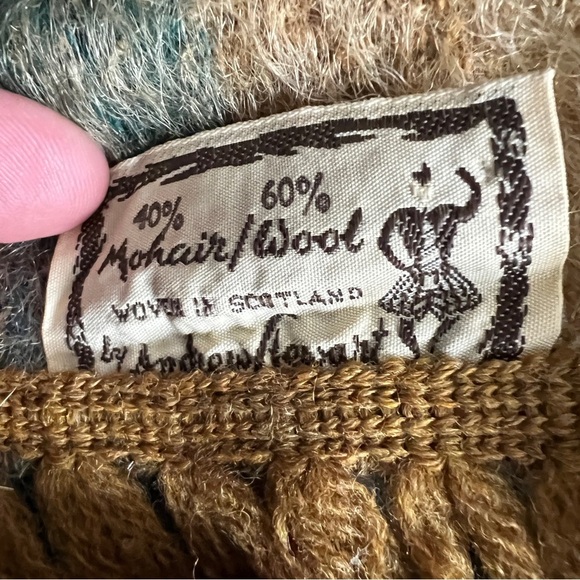 40% 60%
Mohair/Wool
WOVEN IN SCOTLAND
by Andrew Stewart